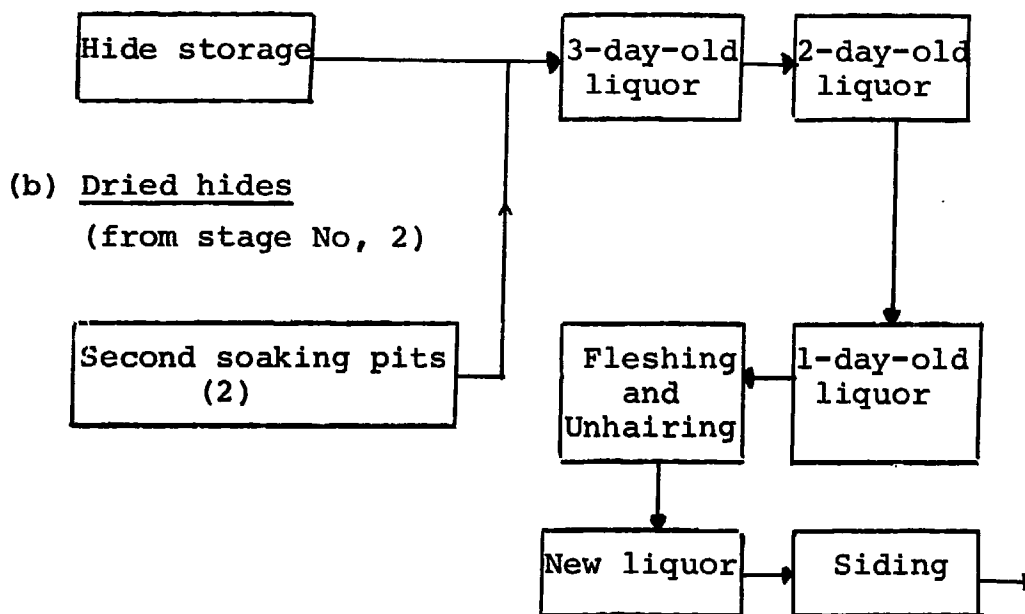 Hide storage
3-day-old
liquor
2-day-old
liquor
(b) Dried hides
(from stage No, 2)
Second soaking pits
(2)
Fleshing
and
Unhairing
1-day-old
liquor
New liquor
Siding